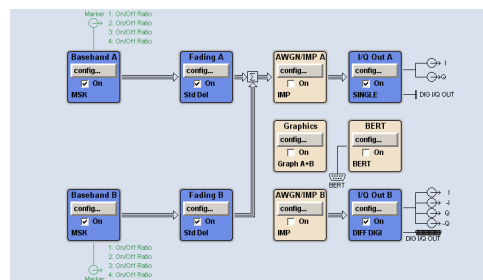 Marker 1: On/Off Ratio
2: On/Off Ratio
3: On/Off Ratio
4: On/Off Ratio
Baseband A
config...
On
MSK
Fading A
config...
On
Std Del
Σ
AWGN/IMP A
config...
On
IMP
I/Q Out A
config...
On
SINGLE
I
Q
DIG I/Q OUT
Graphics
config...
On
Graph A+B
BERT
config...
On
BERT
BERT
Baseband B
config...
On
MSK
Fading B
config...
On
Std Del
AWGN/IMP B
config...
On
IMP
I/Q Out B
config...
On
DIFF DIGI
I
-I
Q
-Q
DIG I/Q OUT
1: On/Off Ratio
2: On/Off Ratio
3: On/Off Ratio
Marker 4: On/Off Ratio